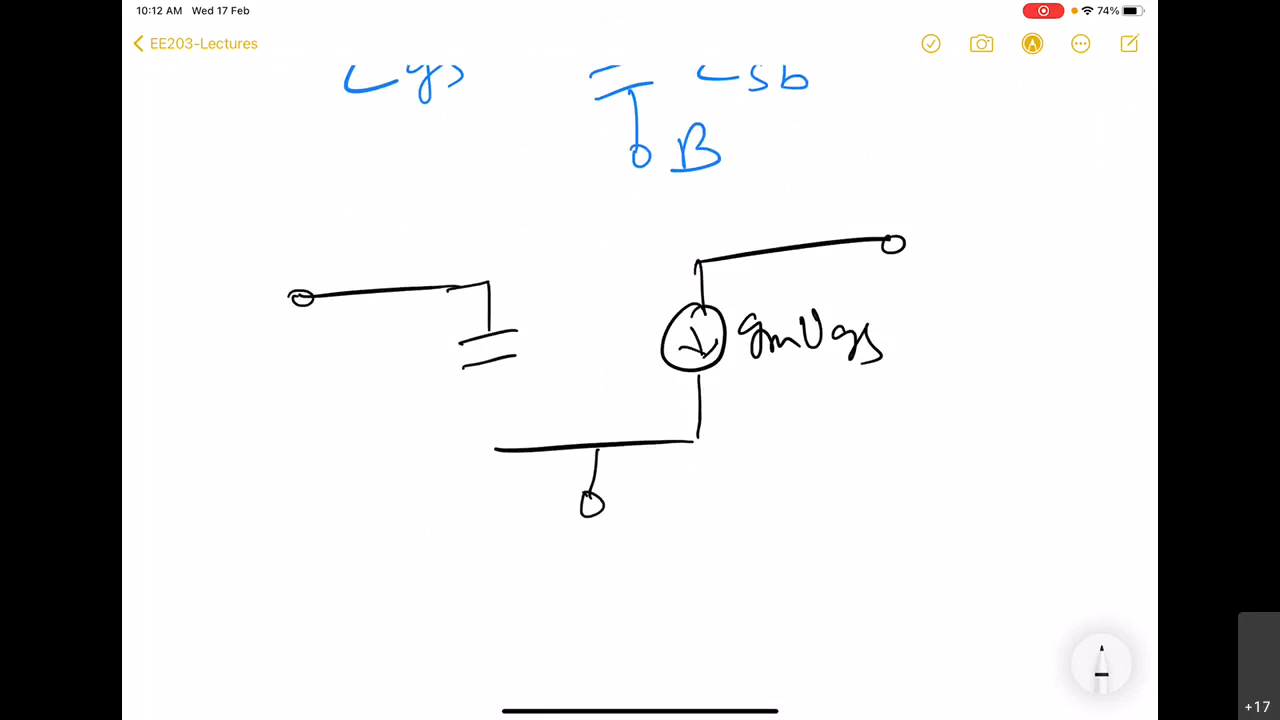 10:12 AM Wed 17 Feb
74%
EE203-Lectures
Cgs
Csb
B
gmVgs
+17